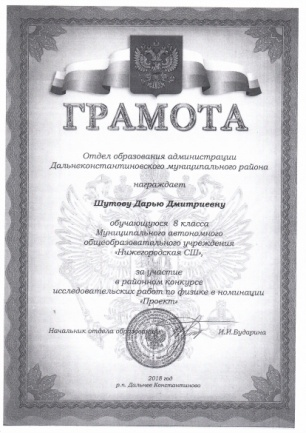 ГРАМОТА
Отдел образования администрации
Дальнеконстантиновского муниципального района
награждает
Шутову Дарью Дмитриевну
обучающуюся 8 класса
Муниципального автономного
общеобразовательного учреждения
«Нижегородская СШ»,
за участие
в районном конкурсе
исследовательских работ по физике в номинации
«Проект»
Начальник отдела образования И.И.Бударина
2018 год
р.п. Дальнее Константиново